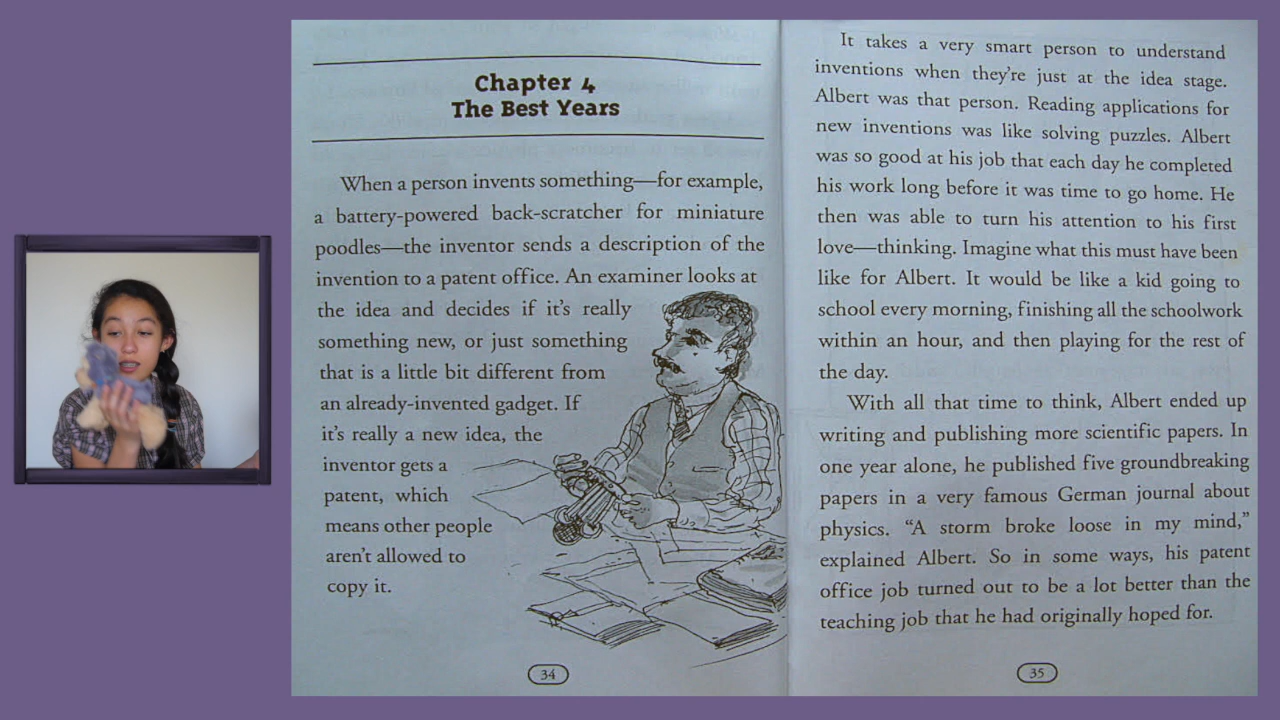 Chapter 4
The Best Years
When a person invents something—for example,
a battery-powered back-scratcher for miniature
poodles—the inventor sends a description of the
invention to a patent office. An examiner looks at
the idea and decides if it's really
something new, or just something
that is a little bit different from
an already-invented gadget. If
it's really a new idea, the
inventor gets a
patent, which
means other people
aren't allowed to
copy it.
34
It takes a very smart person to understand
inventions when they're just at the idea stage.
Albert was that person. Reading applications for
new inventions was like solving puzzles. Albert
was so good at his job that each day he completed
his work long before it was time to go home. He
then was able to turn his attention to his first
love—thinking. Imagine what this must have been
like for Albert. It would be like a kid going to
school every morning, finishing all the schoolwork
within an hour, and then playing for the rest of
the day.
With all that time to think, Albert ended up
writing and publishing more scientific papers. In
one year alone, he published five groundbreaking
papers in a very famous German journal about
physics. “A storm broke loose in my mind,”
explained Albert. So in some ways, his patent
office job turned out to be a lot better than the
teaching job that he had originally hoped for.
35